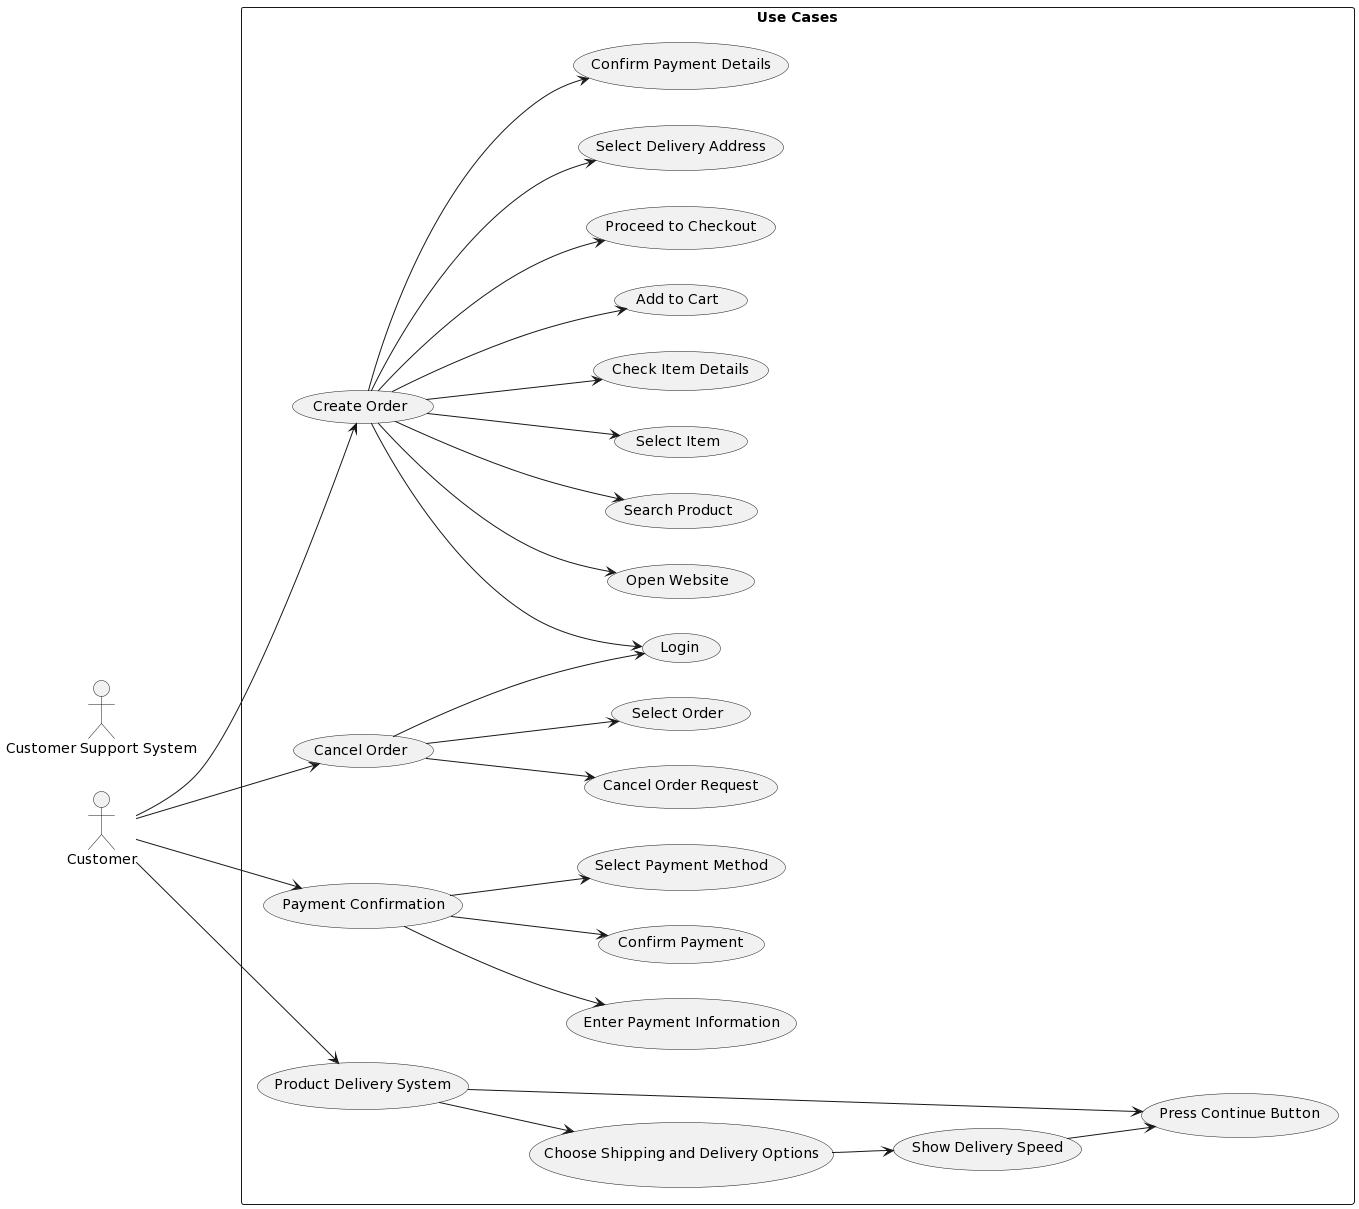 Use Cases
Confirm Payment Details
Select Delivery Address
Proceed to Checkout
Add to Cart
Check Item Details
Create Order
Select Item
Search Product
Open Website
Login
Select Order
Customer Support System
Cancel Order
Cancel Order Request
Customer
Select Payment Method
Payment Confirmation
Confirm Payment
Enter Payment Information
Product Delivery System
Press Continue Button
Show Delivery Speed
Choose Shipping and Delivery Options